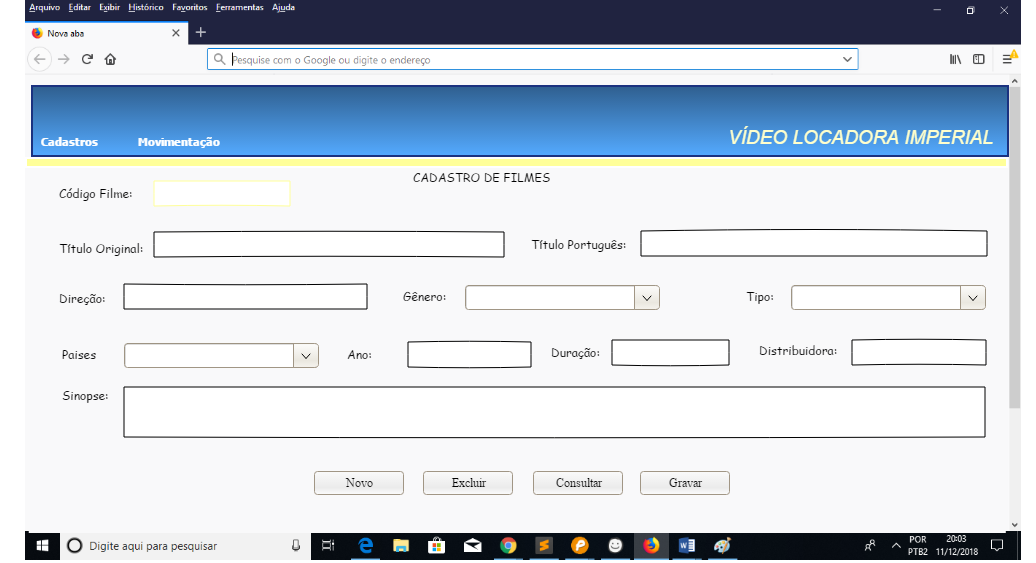 Arquivo Editar Exibir Histórico Favoritos Ferramentas Ajuda
Nova aba
Pesquise com o Google ou digite o endereço
Cadastros Movimentação VÍDEO LOCADORA IMPERIAL
CADASTRO DE FILMES
Código Filme:
Título Original: Título Português:
Direção: Gênero: Tipo:
Paises Ano: Duração: Distribuidora:
Sinopse:
Novo Excluir Consultar Gravar
Digite aqui para pesquisar
POR 20:03
PTB2 11/12/2018